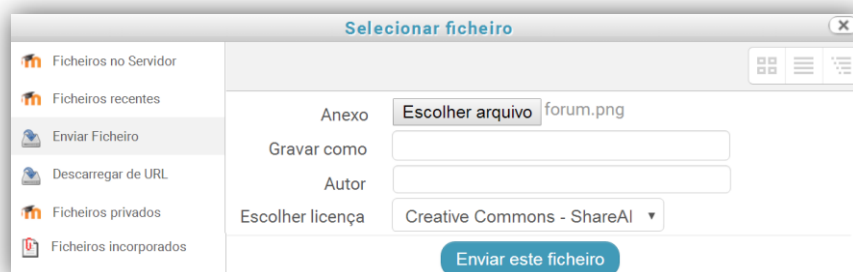 Selecionar ficheiro
Ficheiros no Servidor
Ficheiros recentes
Enviar Ficheiro
Descarregar de URL
Ficheiros privados
Ficheiros incorporados
Anexo Escolher arquivo forum.png
Gravar como
Autor
Escolher licença Creative Commons - ShareAl
Enviar este ficheiro